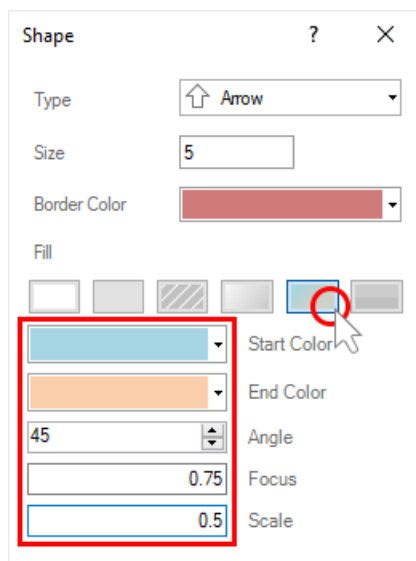 Shape ?
Type Arrow
Size 5
Border Color
Fill
Start Color
End Color
45 Angle
0.75 Focus
0.5 Scale